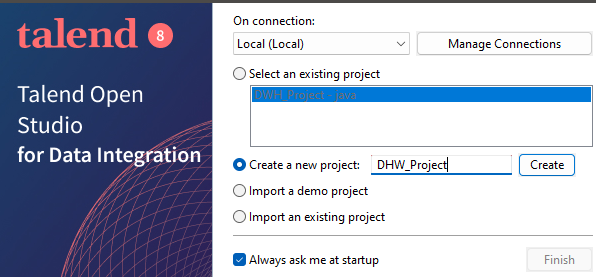 talend 8
Talend Open
Studio
for Data Integration
On connection:
Local (Local)
Manage Connections
Select an existing project
DWH_Project - java
Create a new project:
DHW_Project
Create
Import a demo project
Import an existing project
Always ask me at startup
Finish